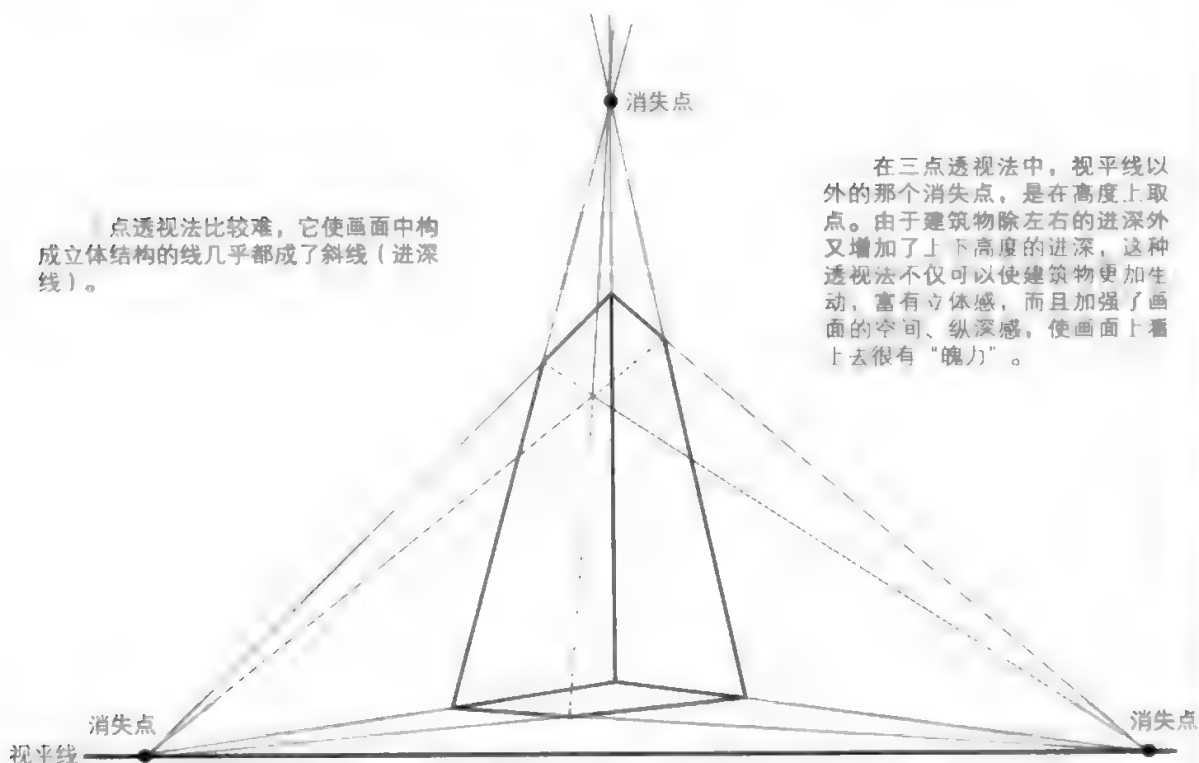 消失点
点透视法比较难，它使画面中构
成立体结构的线几乎都成了斜线（进深
线）。
在三点透视法中，视平线以
外的那个消失点，是在高度上取
点。由于建筑物除左右的进深外
又增加了上下高度的进深，这种
透视法不仅可以使建筑物更加生
动，富有立体感，而且加强了画
面的空间、纵深感，使画面上看
上去很有“魄力”。
消失点
消失点
视平线